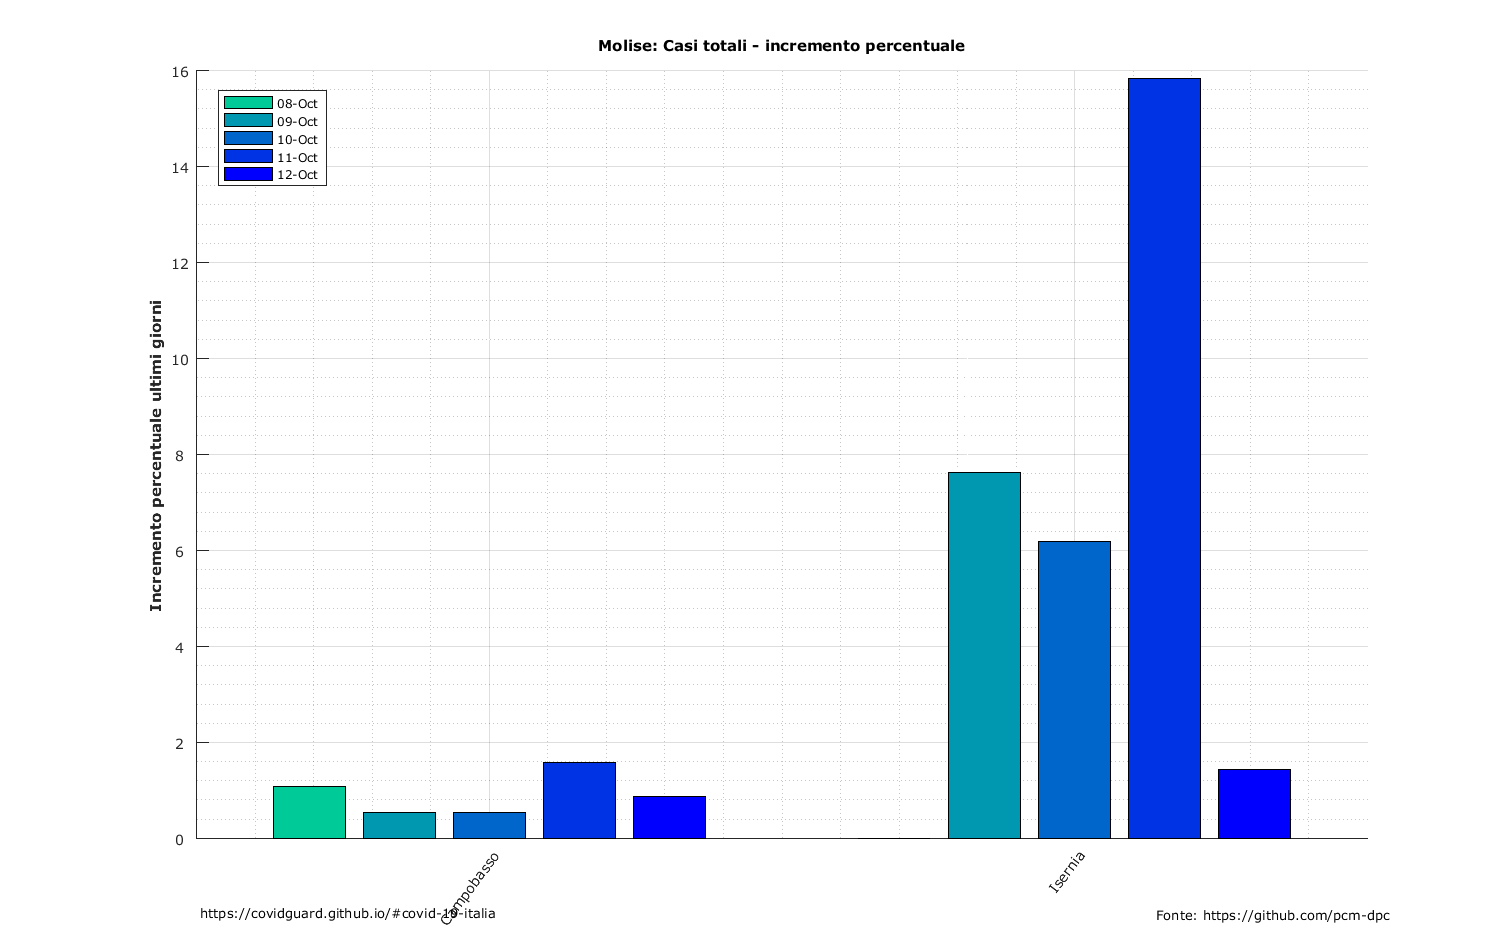 Molise: Casi totali - incremento percentuale
Incremento percentuale ultimi giorni
16
14
12
10
8
6
4
2
0
08-Oct
09-Oct
10-Oct
11-Oct
12-Oct
Campobasso
Isernia
https://covidguard.github.io/#covid-19-italia
Fonte: https://github.com/pcm-dpc